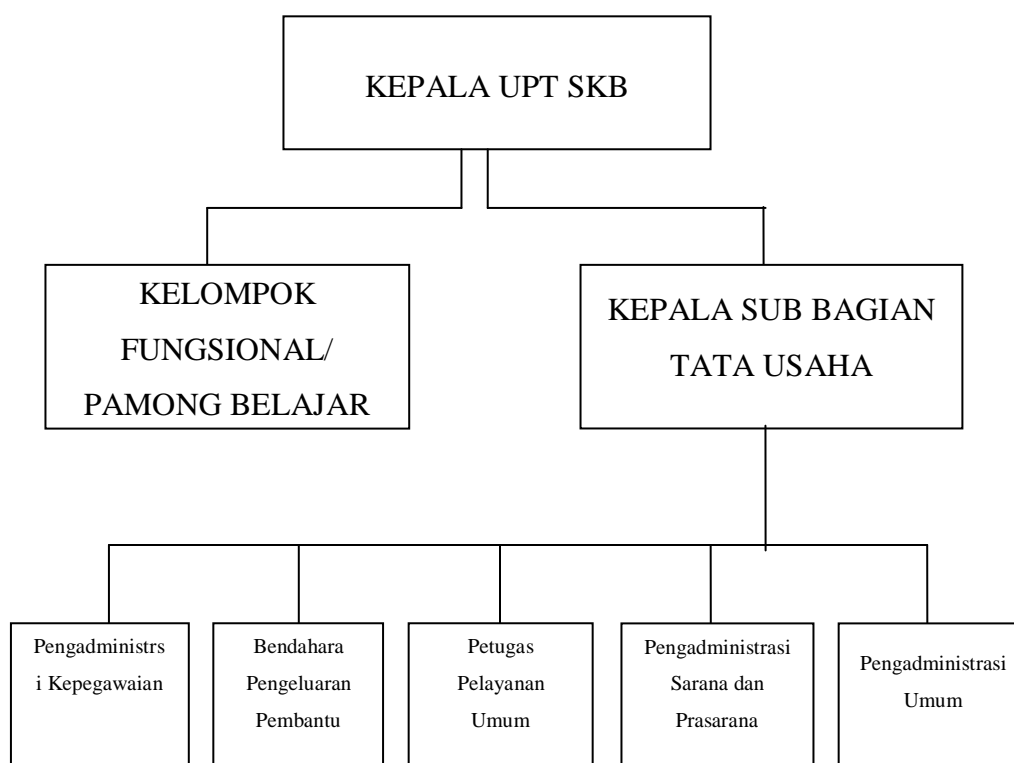 KEPALA UPT SKB
KELOMPOK
FUNGSIONAL/
PAMONG BELAJAR
KEPALA SUB BAGIAN
TATA USAHA
Pengadministrs
i Kepegawaian
Bendahara
Pengeluaran
Pembantu
Petugas
Pelayanan
Umum
Pengadministrasi
Sarana dan
Prasarana
Pengadministrasi
Umum